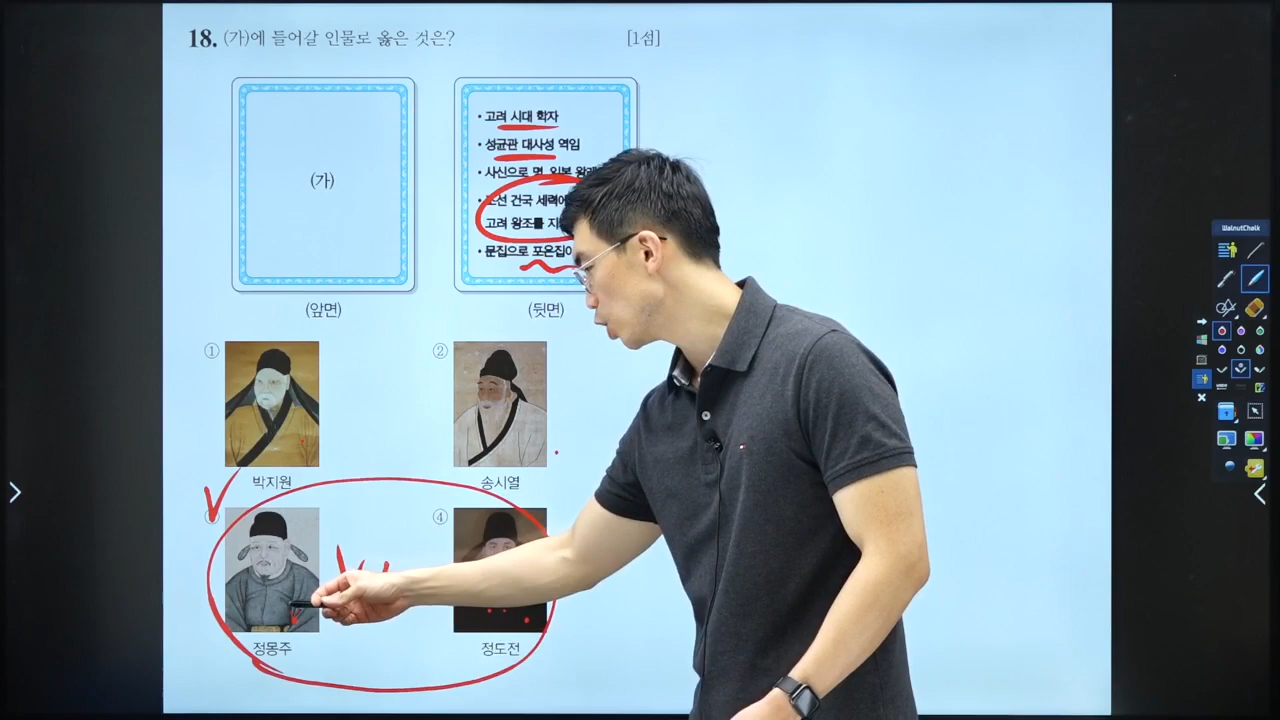 18. (가)에 들어갈 인물로 옳은 것은? [1점]
(가)
• 고려 시대 학자
• 성균관 대사성 역임
• 사신으로 명, 일본 왕래
• 조선 건국 세력에
고려 왕조를
• 문집으로 포은집이
(앞면)
(뒷면)
①
②
박지원
송시열
④
정몽주
정도전
WalnutChalk